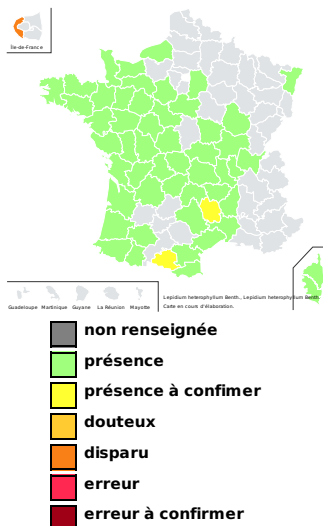 Île-de-France
Guadeloupe Martinique Guyane La Réunion Mayotte
Lepidium heterophyllum Benth., Lepidium heterophyllum Benth.
Carte en cours d'élaboration.
non renseignée
présence
présence à confimer
douteux
disparu
erreur
erreur à confirmer